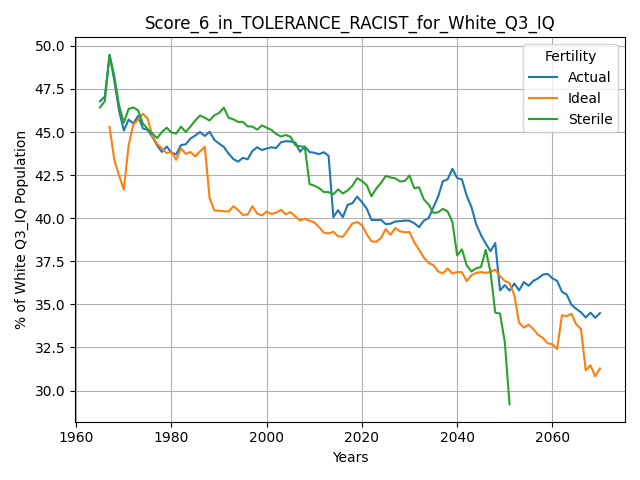 Score_6_in_TOLERANCE_RACIST_for_White_Q3_IQ
Fertility
Actual
Ideal
Sterile
% of White Q3_IQ Population
50.0
47.5
45.0
42.5
40.0
37.5
35.0
32.5
30.0
1960
1980
2000
2020
2040
2060
Years